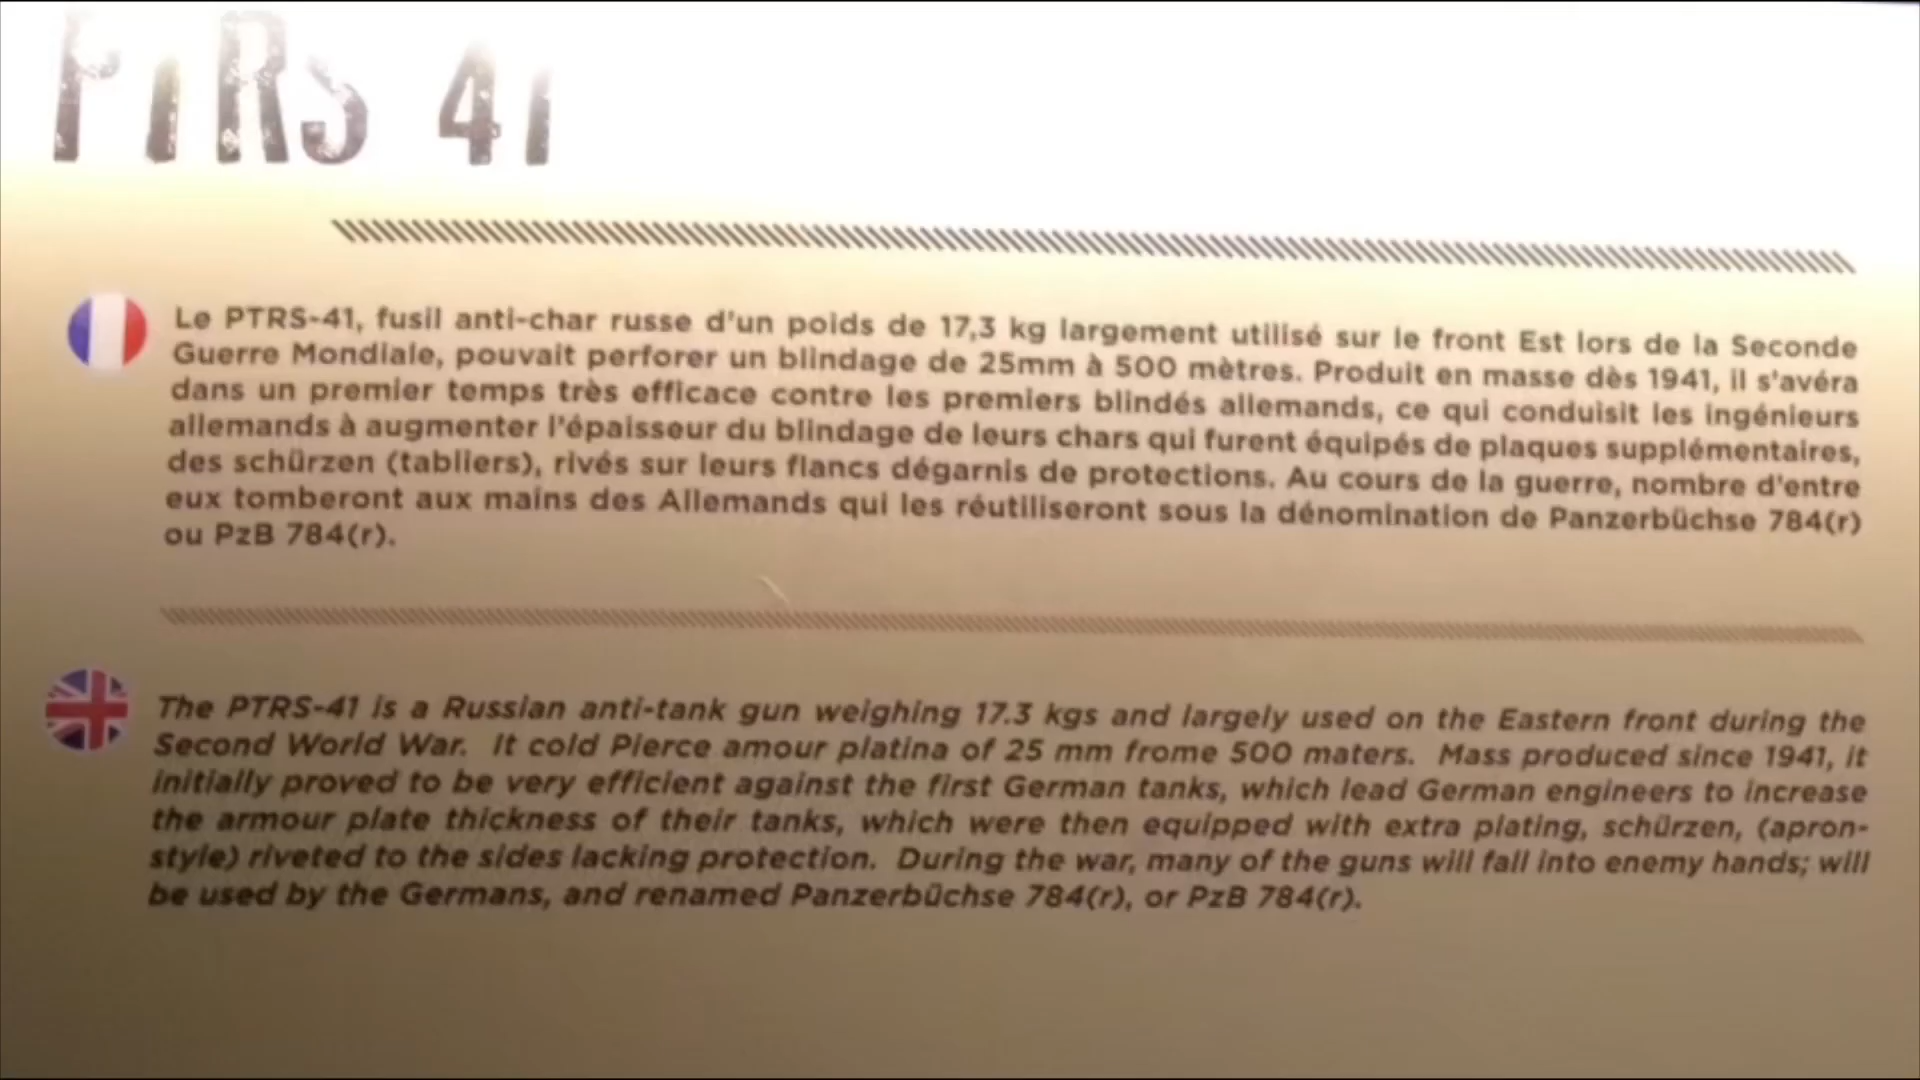 PTRS 41
Le PTRS-41, fusil anti-char russe d'un poids de 17,3 kg largement utilisé sur le front Est lors de la Seconde
Guerre Mondiale, pouvait perforer un blindage de 25mm à 500 mètres. Produit en masse dès 1941, il s'avéra
dans un premier temps très efficace contre les premiers blindés allemands, ce qui conduisit les ingénieurs
allemands à augmenter l'épaisseur du blindage de leurs chars qui furent équipés de plaques supplémentaires,
des schürzen (tabliers), rivés sur leurs flancs dégarnis de protections. Au cours de la guerre, nombre d'entre
eux tomberont aux mains des Allemands qui les réutiliseront sous la dénomination de Panzerbüchse 784(r)
ou PzB 784(r).
The PTRS-41 is a Russian anti-tank gun weighing 17.3 kgs and largely used on the Eastern front during the
Second World War. It cold Pierce amour platina of 25 mm frome 500 maters. Mass produced since 1941, it
initially proved to be very efficient against the first German tanks, which lead German engineers to increase
the armour plate thickness of their tanks, which were then equipped with extra plating, schürzen, (apron-
style) riveted to the sides lacking protection. During the war, many of the guns will fall into enemy hands; will
be used by the Germans, and renamed Panzerbüchse 784(r), or PzB 784(r).